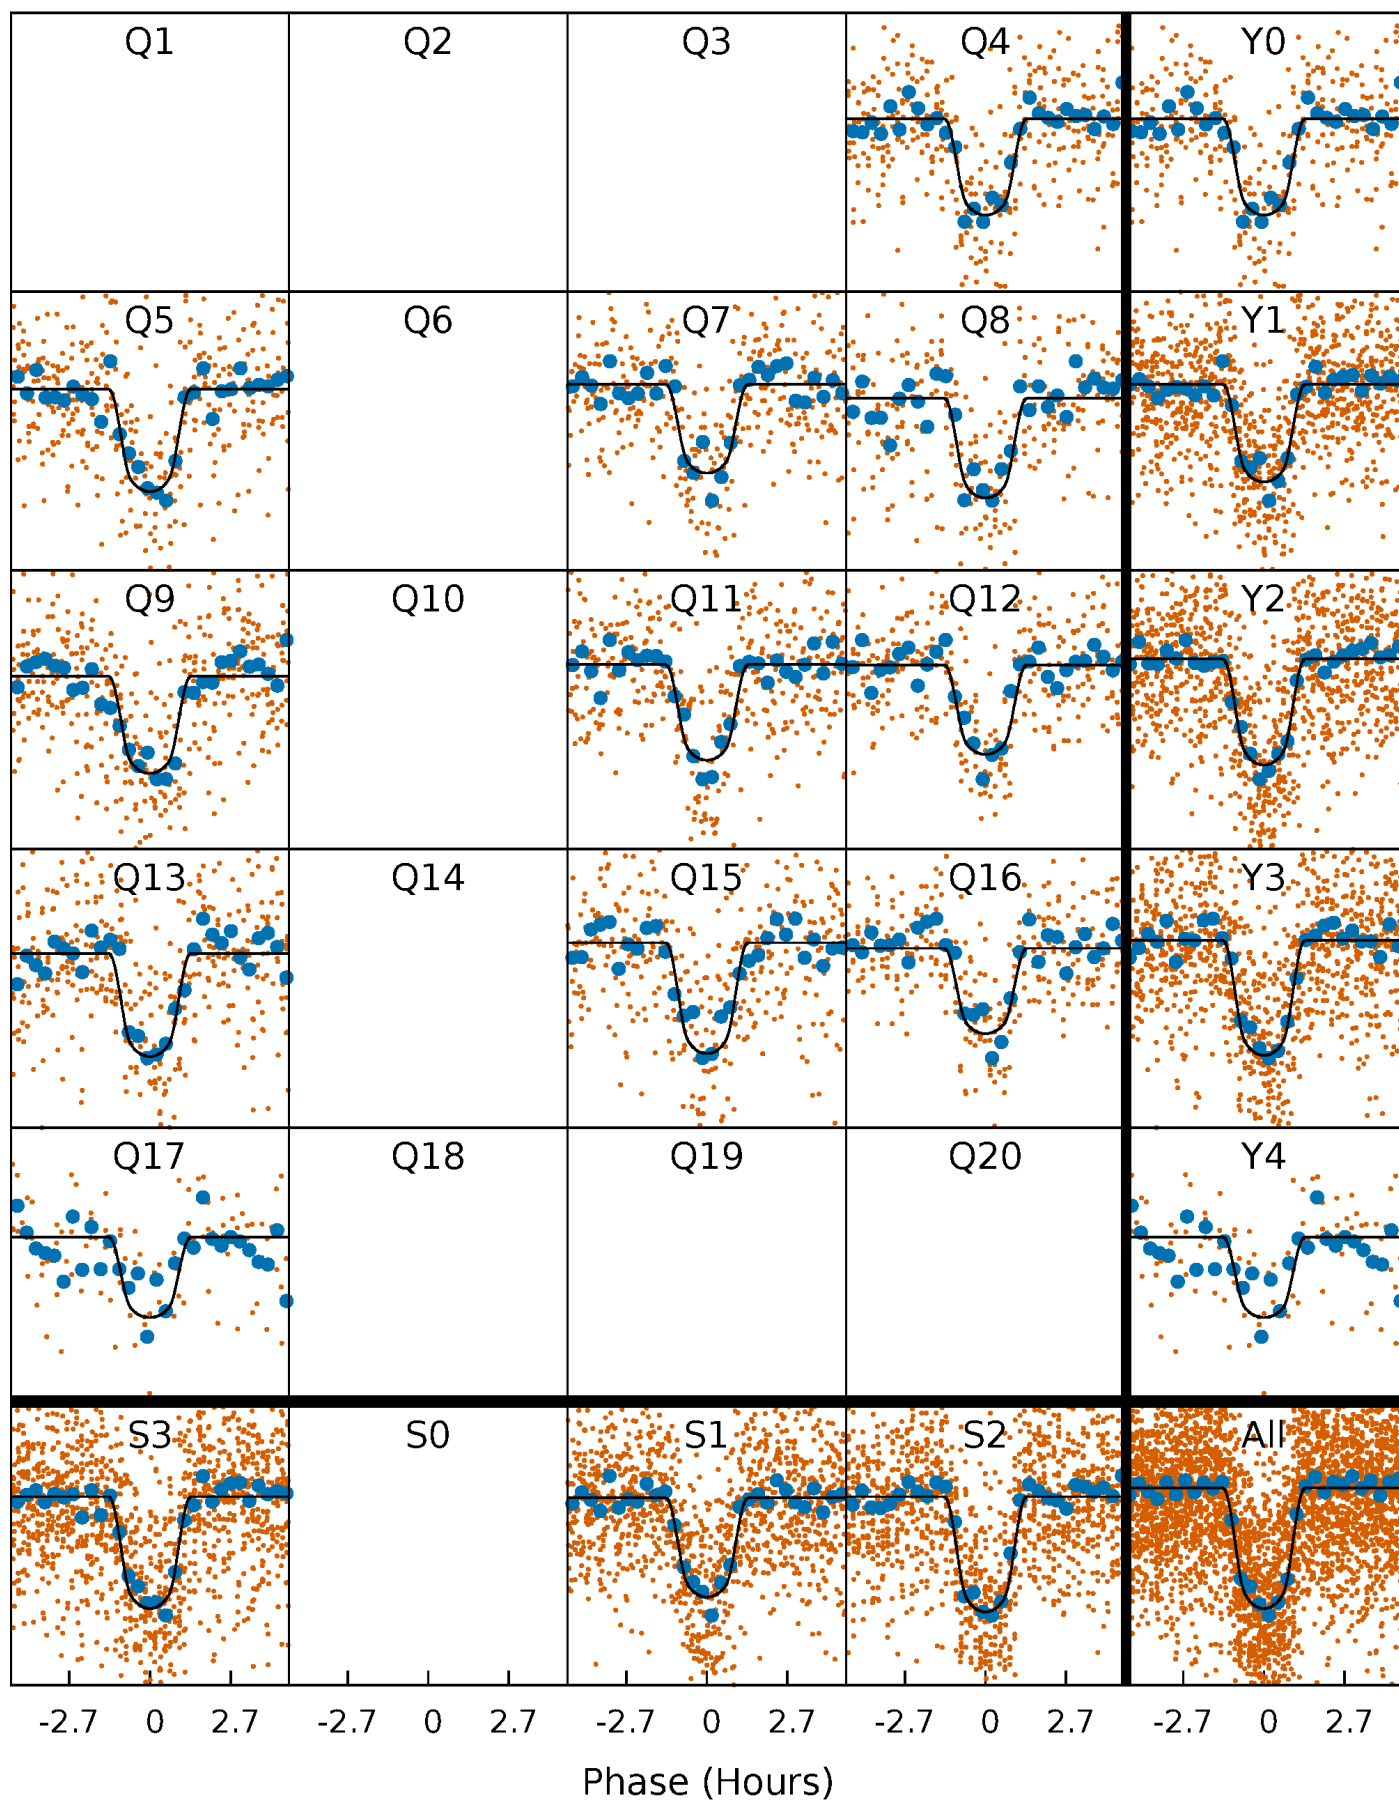 Q1 Q2 Q3 Q4 Y0
Q5 Q6 Q7 Q8 Y1
Q9 Q10 Q11 Q12 Y2
Q13 Q14 Q15 Q16 Y3
Q17 Q18 Q19 Q20 Y4
S3 S0 S1 S2 All
-2.7 0 2.7 -2.7 0 2.7 -2.7 0 2.7 -2.7 0 2.7 -2.7 0 2.7
Phase (Hours)